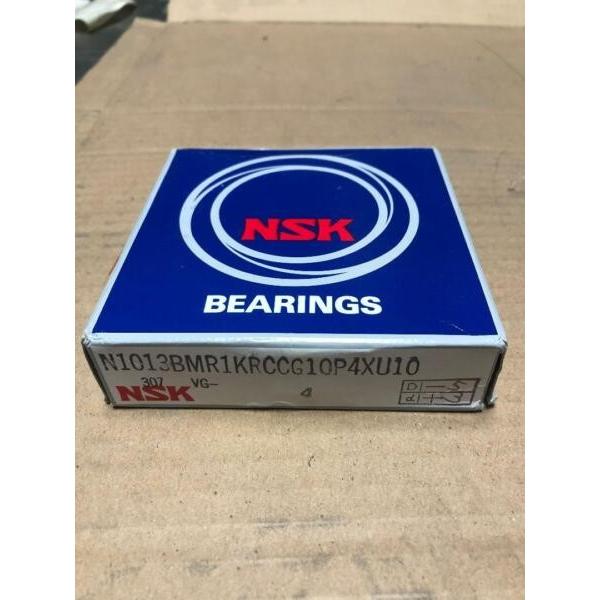 NSK
BEARINGS
N1013BMR1KRCCG10P4XU10
307 VG-
NSK
4